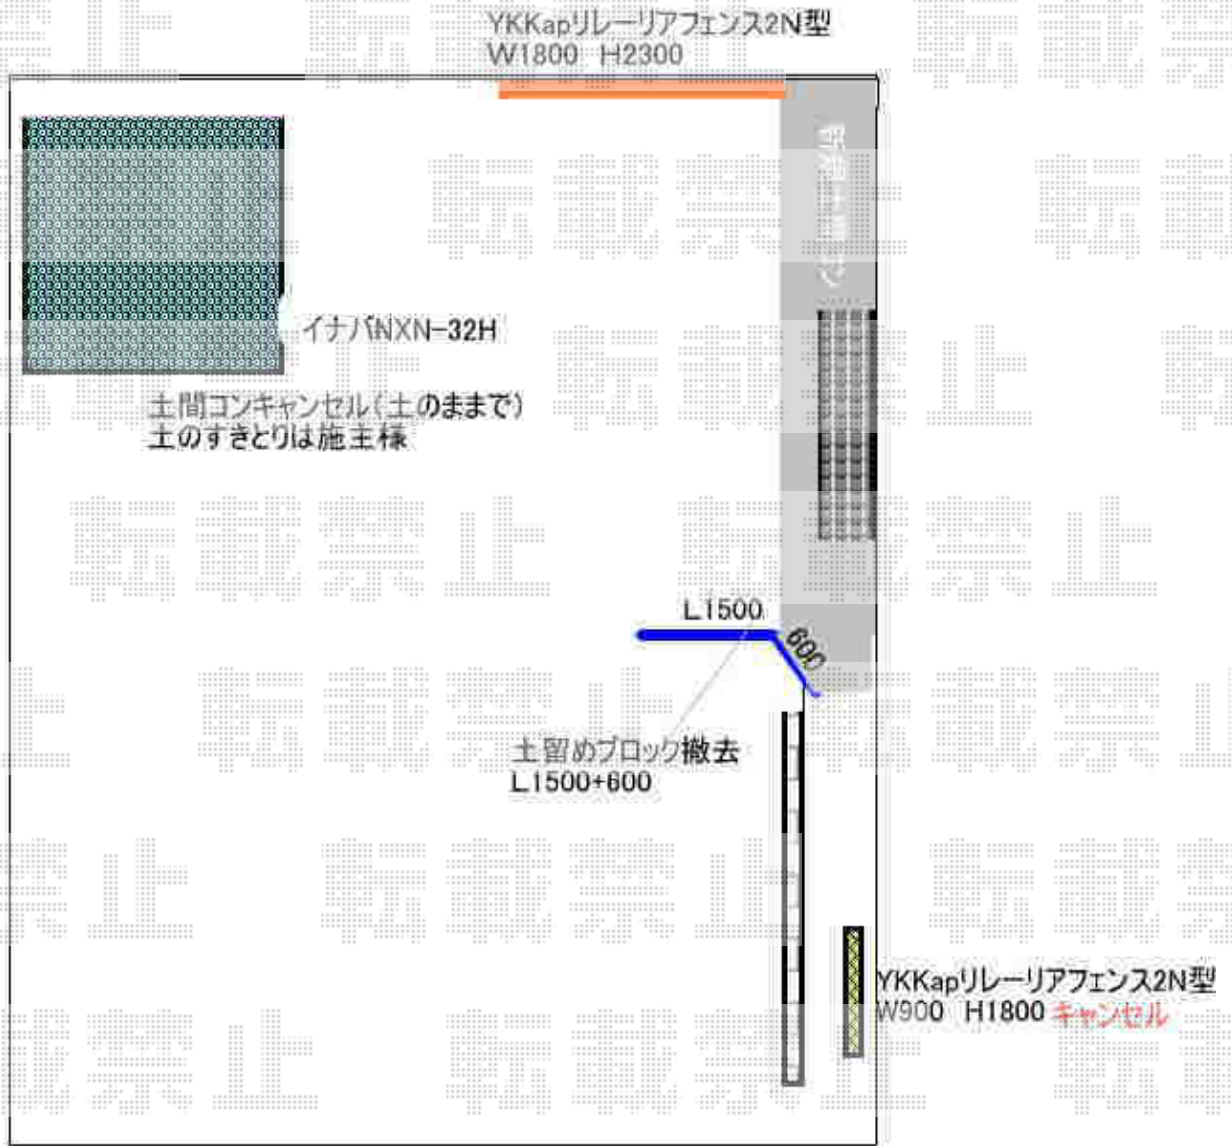 YKKapリレーリアフェンス2N型
W1800 H2300
イナバNXN-32H
土間コンキャンセル(土のままで)
土のすきとりは施主様
L1500
600
土留めブロック撤去
L1500+600
YKKapリレーリアフェンス2N型
W900 H1800 キャンセル
転載禁止